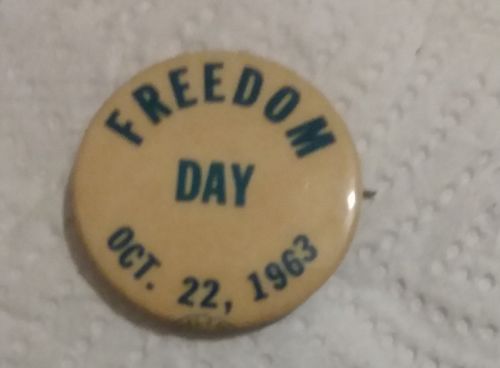 FREEDOM
DAY
OCT. 22, 1963